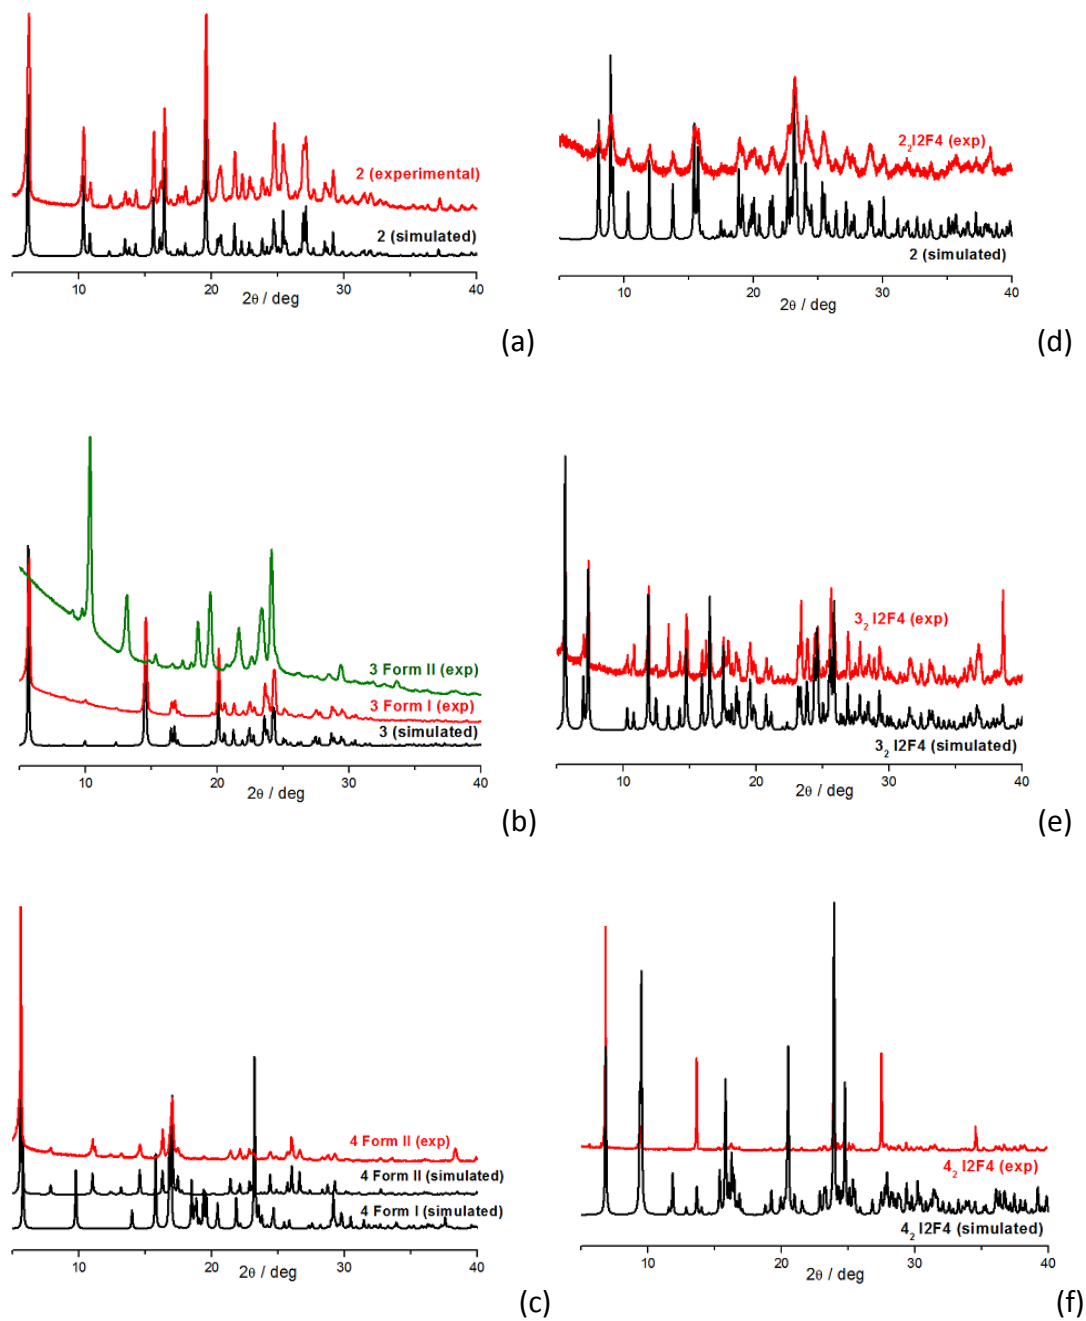 2 (experimental)
2 (simulated)
10 20 30 40
2θ / deg
(a)
2₂I2F4 (exp)
2 (simulated)
10 20 30 40
2θ / deg
(d)
3 Form II (exp)
3 Form I (exp)
3 (simulated)
10 20 30 40
2θ / deg
(b)
3₂ I2F4 (exp)
3₂ I2F4 (simulated)
10 20 30 40
2θ / deg
(e)
4 Form II (exp)
4 Form II (simulated)
4 Form I (simulated)
10 20 30 40
2θ / deg
(c)
4₂ I2F4 (exp)
4₂ I2F4 (simulated)
10 20 30 40
2θ / deg
(f)